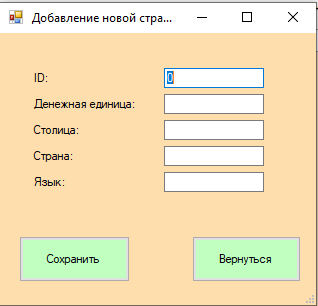 Добавление новой стра...
ID: 0
Денежная единица:
Столица:
Страна:
Язык:
Сохранить Вернуться